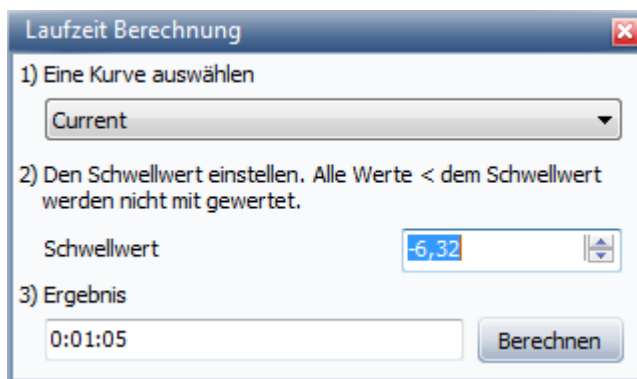 Laufzeit Berechnung
1) Eine Kurve auswählen
Current
2) Den Schwellwert einstellen. Alle Werte < dem Schwellwert
werden nicht mit gewertet.
Schwellwert -6,32
3) Ergebnis
0:01:05 Berechnen